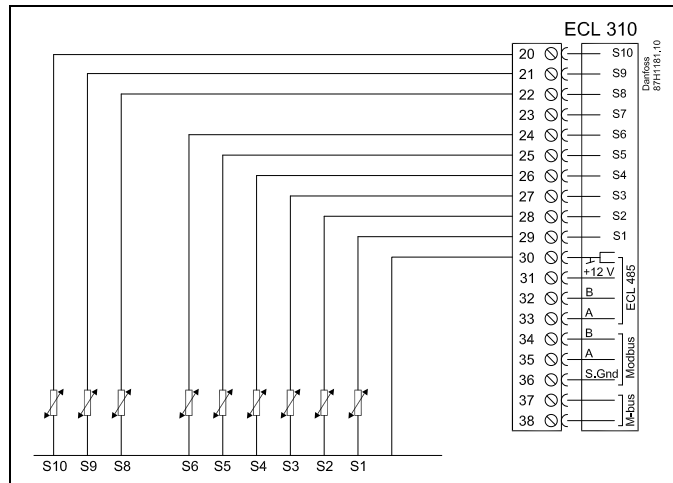 ECL 310
Danfoss
87H1181.10
20 S10
21 S9
22 S8
23 S7
24 S6
25 S5
26 S4
27 S3
28 S2
29 S1
30
31 +12 V
32 B
33 A
ECL 485
34 B
35 A
36 S.Gnd
Modbus
37
38
M-bus
S10 S9 S8 S6 S5 S4 S3 S2 S1